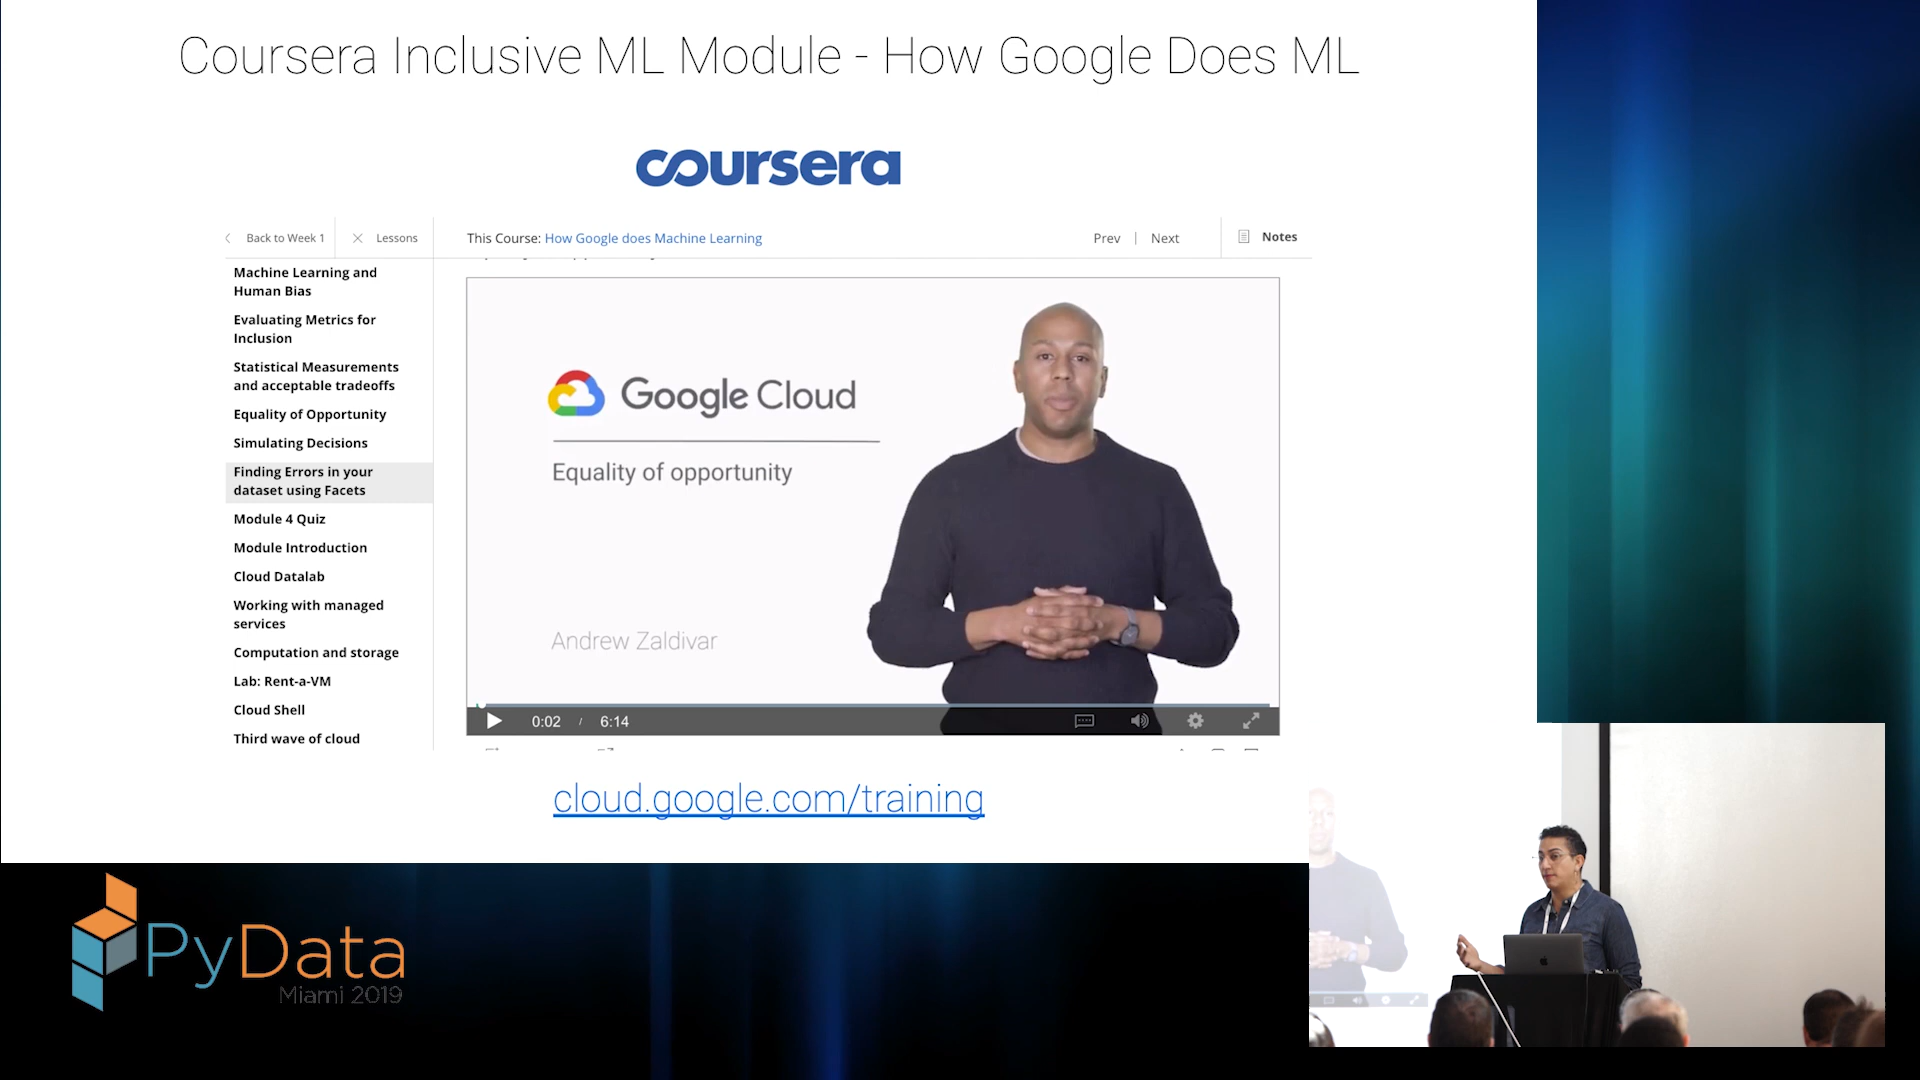 Coursera Inclusive ML Module - How Google Does ML
coursera
Back to Week 1
Lessons
This Course: How Google does Machine Learning
Prev | Next
Notes
Machine Learning and
Human Bias
Evaluating Metrics for
Inclusion
Statistical Measurements
and acceptable tradeoffs
Equality of Opportunity
Simulating Decisions
Finding Errors in your
dataset using Facets
Module 4 Quiz
Module Introduction
Cloud Datalab
Working with managed
services
Computation and storage
Lab: Rent-a-VM
Cloud Shell
Third wave of cloud
Google Cloud
Equality of opportunity
Andrew Zaldivar
0:02 / 6:14
cloud.google.com/training
PyData
Miami 2019